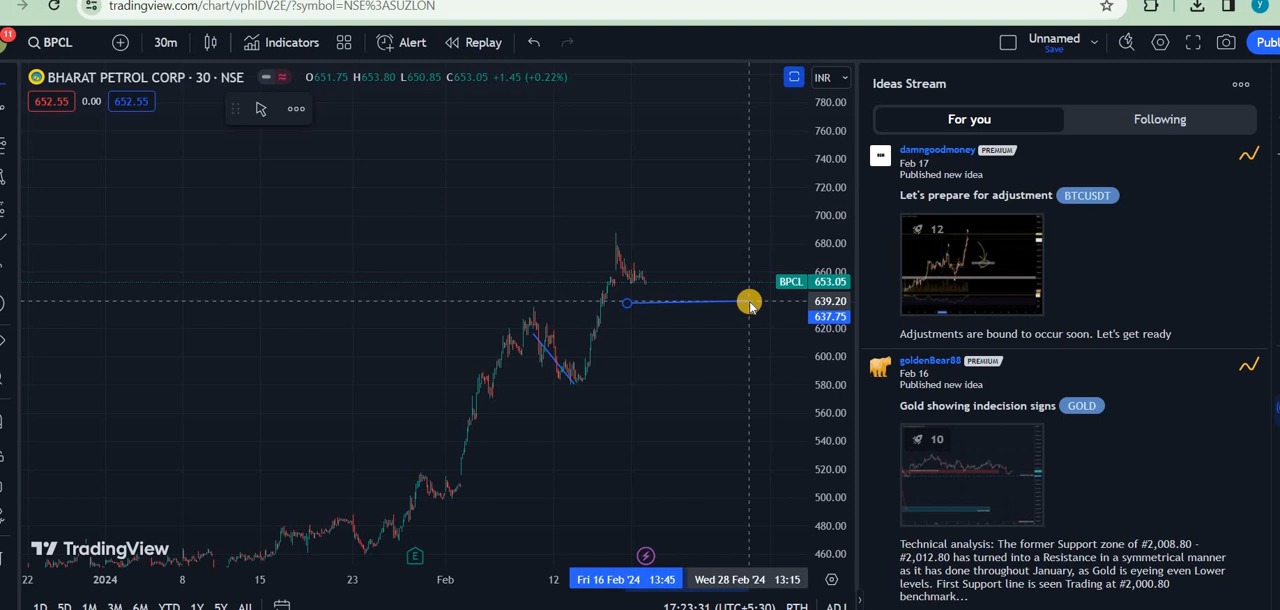 tradingview.com/chart/vphIDV2E/?symbol=NSE%3ASUZLON
11
BPCL
30m
Indicators
Alert
Replay
Unnamed
Save
Publ
BHARAT PETROL CORP · 30 · NSE
O651.75 H653.80 L650.85 C653.05 +1.45 (+0.22%)
652.55 0.00 652.55
INR
780.00
760.00
740.00
720.00
700.00
680.00
660.00
BPCL 653.05
639.20
637.75
620.00
600.00
580.00
560.00
540.00
520.00
500.00
480.00
460.00
E
TradingView
22 2024 8 15 23 Feb 12 Fri 16 Feb '24 13:45 Wed 28 Feb '24 13:15
1D 5D 1M 3M 6M YTD 1Y 5Y All
17:23:31 (UTC+5:30) RTH ADJ
Ideas Stream
For you
Following
damngoodmoney PREMIUM
Feb 17
Published new idea
Let's prepare for adjustment BTCUSDT
12
Adjustments are bound to occur soon. Let's get ready
goldenBear88 PREMIUM
Feb 16
Published new idea
Gold showing indecision signs GOLD
10
Technical analysis: The former Support zone of #2,008.80 -
#2,012.80 has turned into a Resistance in a symmetrical manner
as it has done throughout January, as Gold is eyeing even Lower
levels. First Support line is seen Trading at #2,000.80
benchmark...